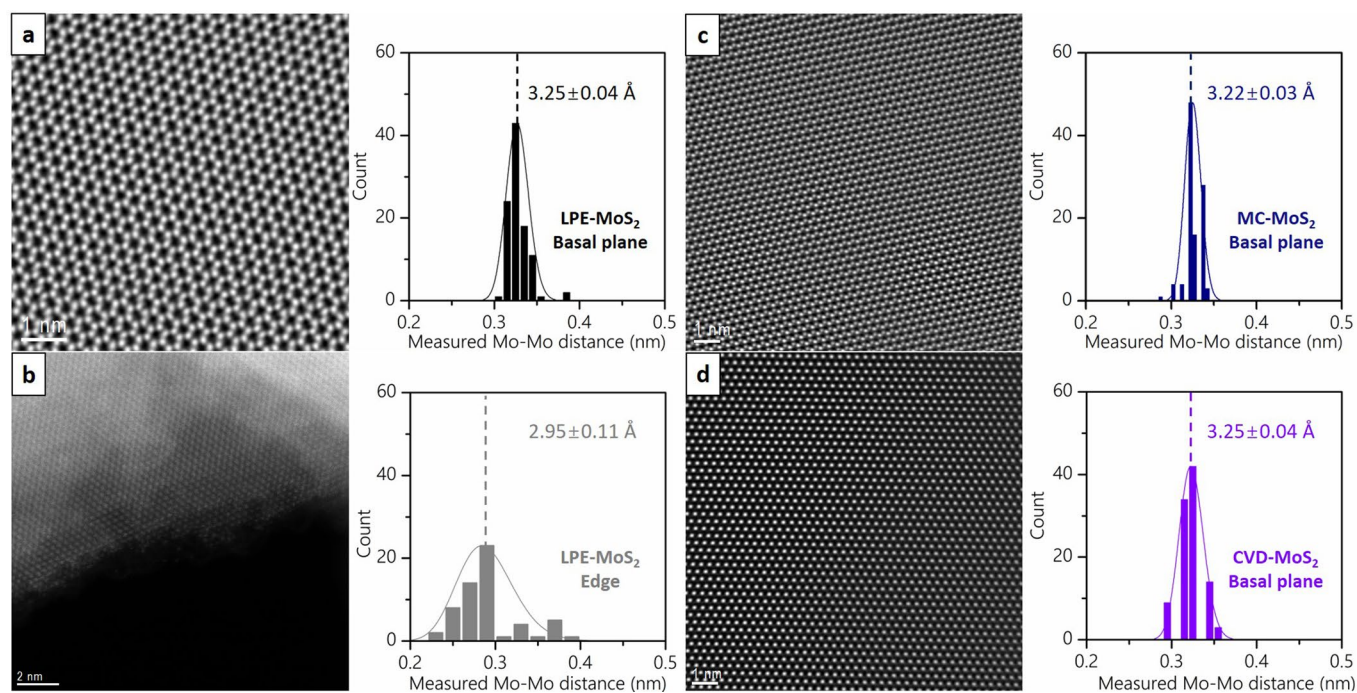 a
1 nm
60
40
20
0
Count
3.25±0.04 Å
LPE-MoS₂
Basal plane
0.2 0.3 0.4 0.5
Measured Mo-Mo distance (nm)
c
1 nm
60
40
20
0
Count
3.22±0.03 Å
MC-MoS₂
Basal plane
0.2 0.3 0.4 0.5
Measured Mo-Mo distance (nm)
b
2 nm
60
40
20
0
Count
2.95±0.11 Å
LPE-MoS₂
Edge
0.2 0.3 0.4 0.5
Measured Mo-Mo distance (nm)
d
1 nm
60
40
20
0
Count
3.25±0.04 Å
CVD-MoS₂
Basal plane
0.2 0.3 0.4 0.5
Measured Mo-Mo distance (nm)